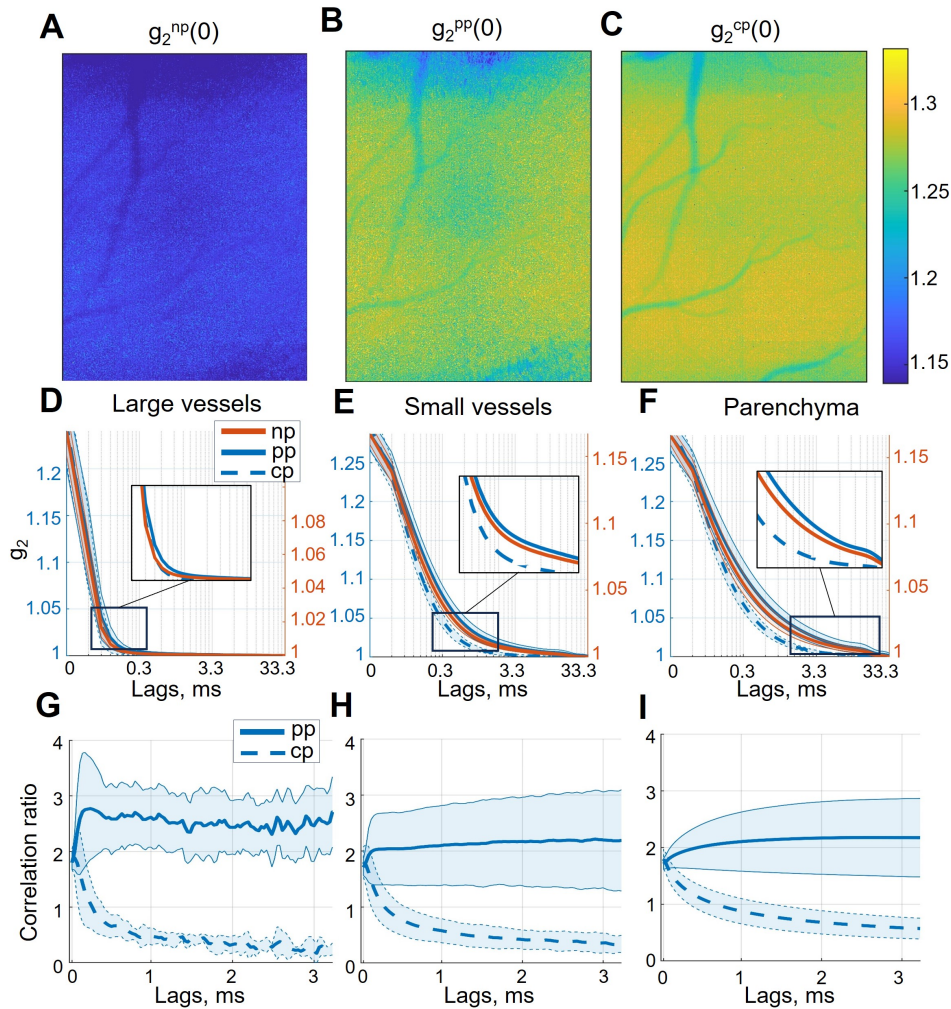 A
g₂ⁿᵖ(0)
B
g₂ᵖᵖ(0)
C
g₂ᶜᵖ(0)
1.3
1.25
1.2
1.15
D
Large vessels
E
Small vessels
F
Parenchyma
np
pp
cp
g₂
1.2
1.15
1.1
1.05
1
1.08
1.06
1.04
1.02
1
0
0.3
3.3
33.3
Lags, ms
1.25
1.2
1.15
1.1
1.05
1
1.15
1.1
1.05
1
0
0.3
3.3
33.3
Lags, ms
1.25
1.2
1.15
1.1
1.05
1
1.15
1.1
1.05
1
0
0.3
3.3
33.3
Lags, ms
G
H
I
pp
cp
Correlation ratio
4
3
2
1
0
0
1
2
3
Lags, ms
4
3
2
1
0
0
1
2
3
Lags, ms
4
3
2
1
0
0
1
2
3
Lags, ms